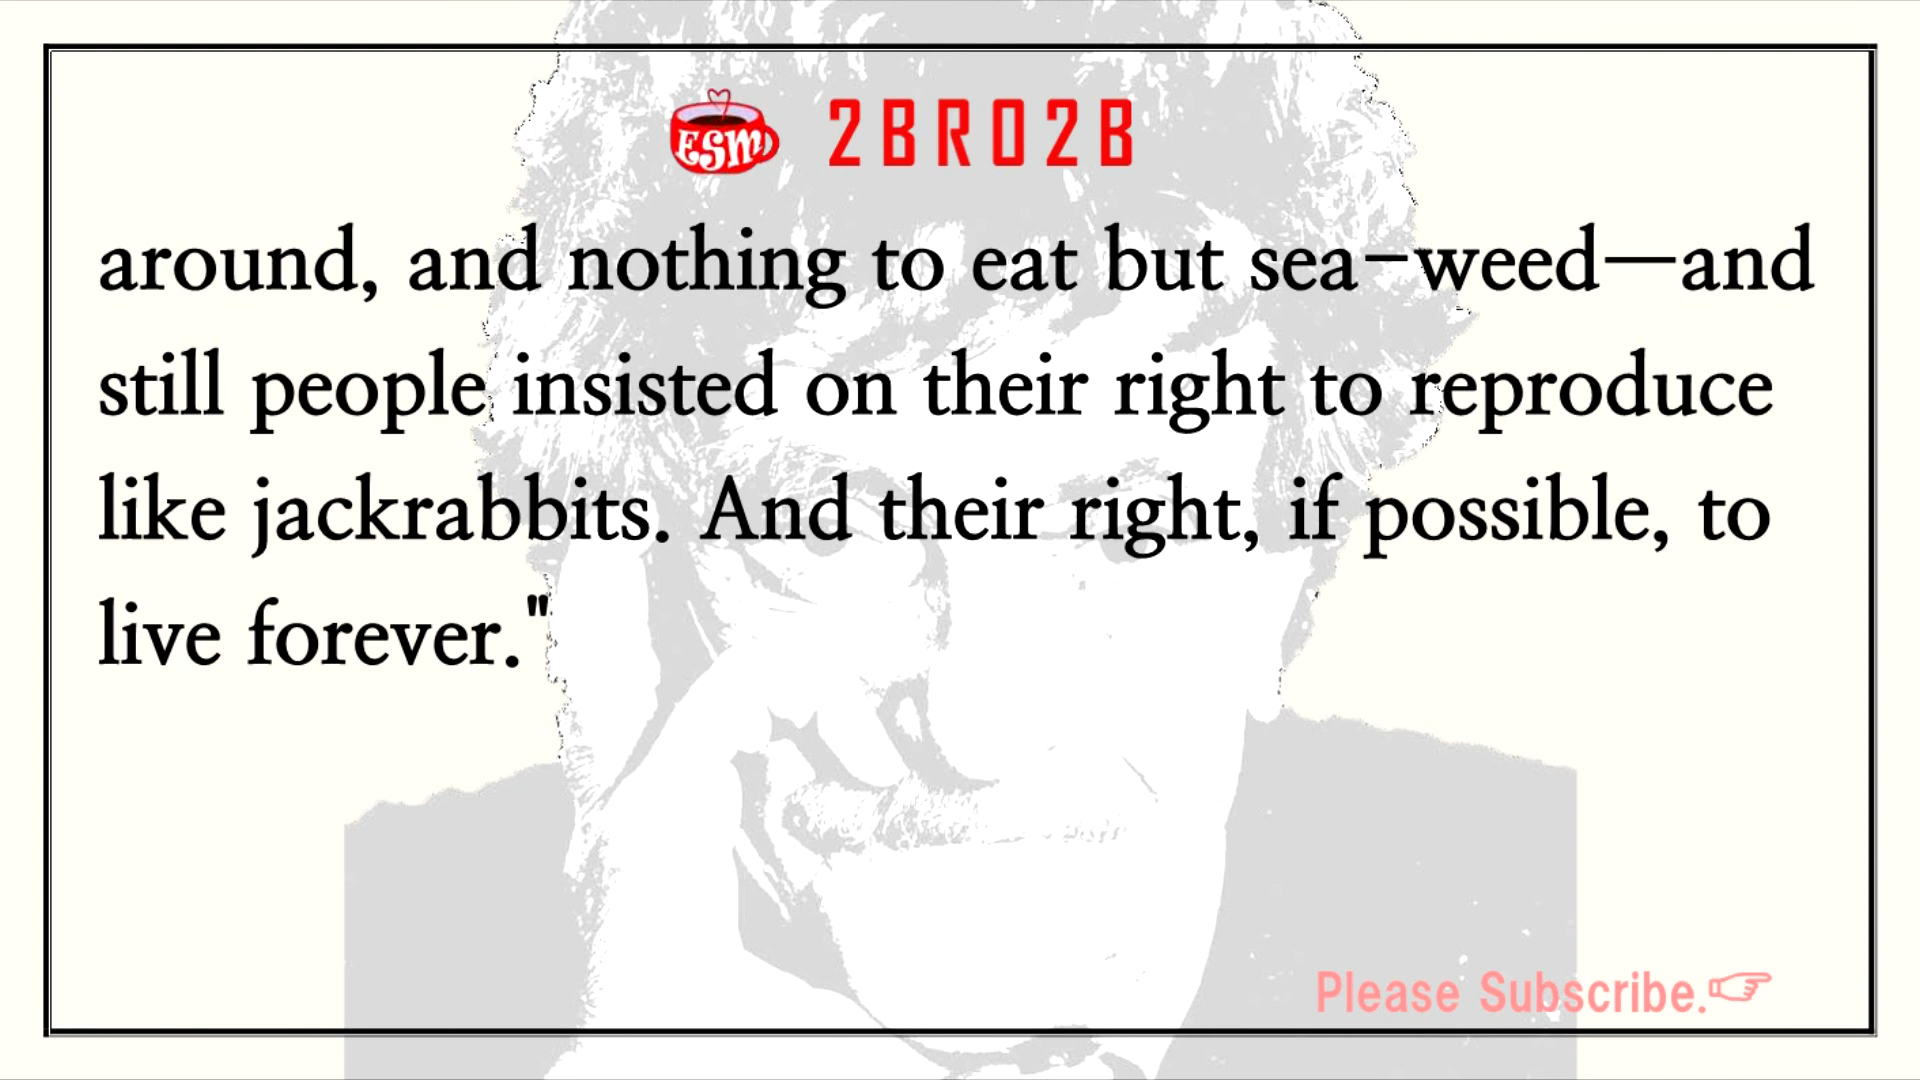 ESM 2BR02B
around, and nothing to eat but sea-weed—and
still people insisted on their right to reproduce
like jackrabbits. And their right, if possible, to
live forever."
Please Subscribe.☞